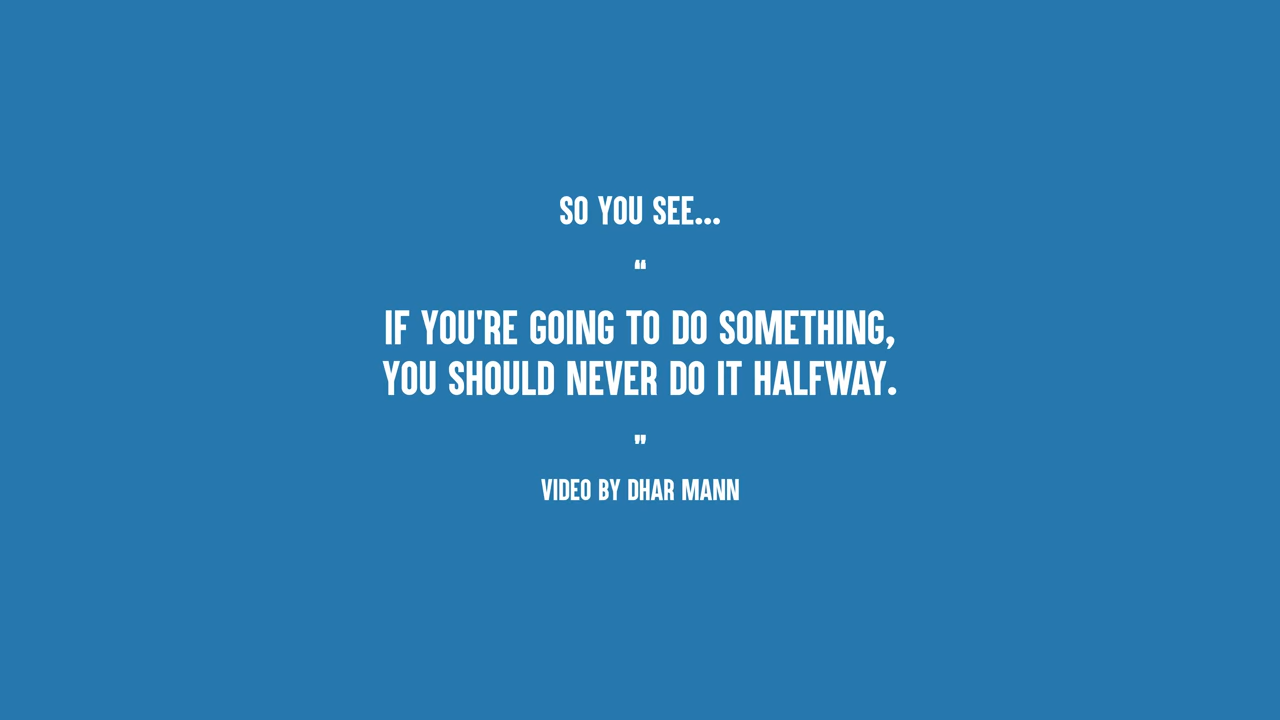 SO YOU SEE...
“
IF YOU'RE GOING TO DO SOMETHING,
YOU SHOULD NEVER DO IT HALFWAY.
”
VIDEO BY DHAR MANN